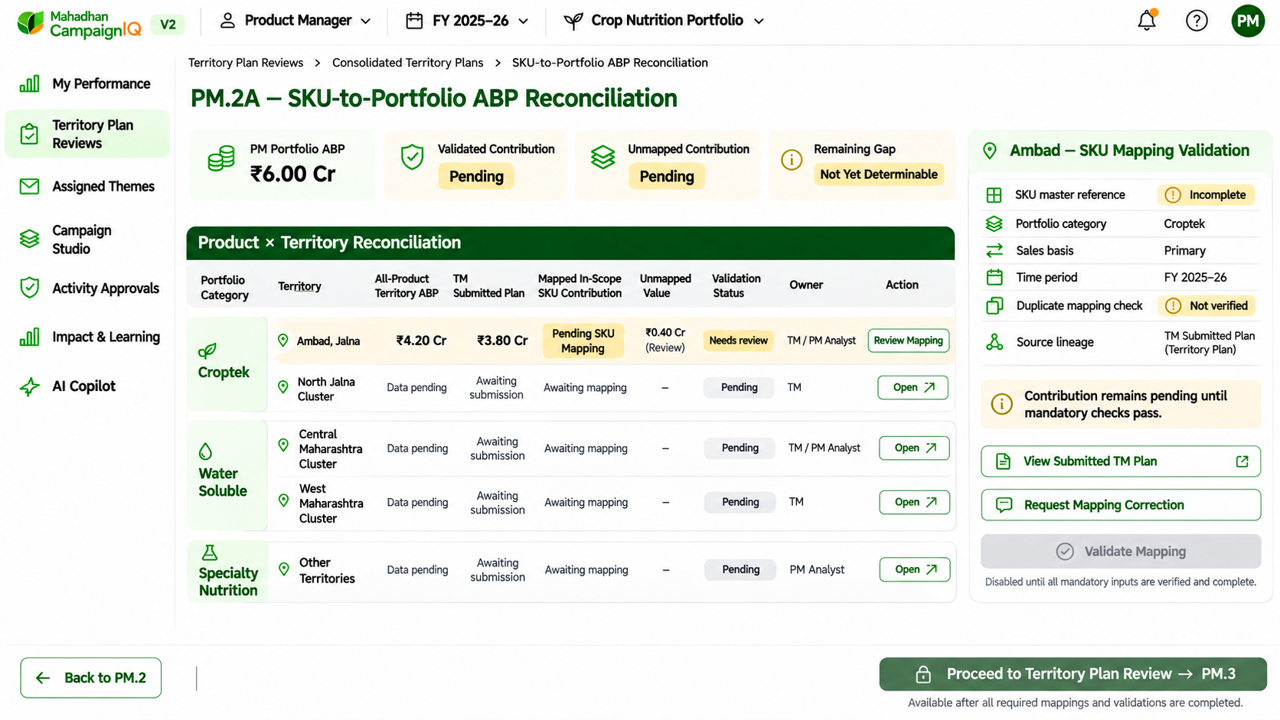 Mahadhan
CampaignIQ
V2
Product Manager
FY 2025–26
Crop Nutrition Portfolio
PM
My Performance
Territory Plan
Reviews
Assigned Themes
Campaign
Studio
Activity Approvals
Impact & Learning
AI Copilot
Territory Plan Reviews > Consolidated Territory Plans > SKU-to-Portfolio ABP Reconciliation
PM.2A – SKU-to-Portfolio ABP Reconciliation
PM Portfolio ABP
₹6.00 Cr
Validated Contribution
Pending
Unmapped Contribution
Pending
Remaining Gap
Not Yet Determinable
Product × Territory Reconciliation
Portfolio
Category
Territory
All-Product
Territory ABP
TM
Submitted Plan
Mapped In-Scope
SKU Contribution
Unmapped
Value
Validation
Status
Owner
Action
Croptek
Ambad, Jalna
₹4.20 Cr
₹3.80 Cr
Pending SKU
Mapping
₹0.40 Cr
(Review)
Needs review
TM / PM Analyst
Review Mapping
North Jalna
Cluster
Data pending
Awaiting
submission
Awaiting mapping
–
Pending
TM
Open
Water
Soluble
Central
Maharashtra
Cluster
Data pending
Awaiting
submission
Awaiting mapping
–
Pending
TM / PM Analyst
Open
West
Maharashtra
Cluster
Data pending
Awaiting
submission
Awaiting mapping
–
Pending
TM
Open
Specialty
Nutrition
Other
Territories
Data pending
Awaiting
submission
Awaiting mapping
–
Pending
PM Analyst
Open
Ambad – SKU Mapping Validation
SKU master reference
Incomplete
Portfolio category
Croptek
Sales basis
Primary
Time period
FY 2025–26
Duplicate mapping check
Not verified
Source lineage
TM Submitted Plan
(Territory Plan)
Contribution remains pending until
mandatory checks pass.
View Submitted TM Plan
Request Mapping Correction
Validate Mapping
Disabled until all mandatory inputs are verified and complete.
← Back to PM.2
Proceed to Territory Plan Review → PM.3
Available after all required mappings and validations are completed.